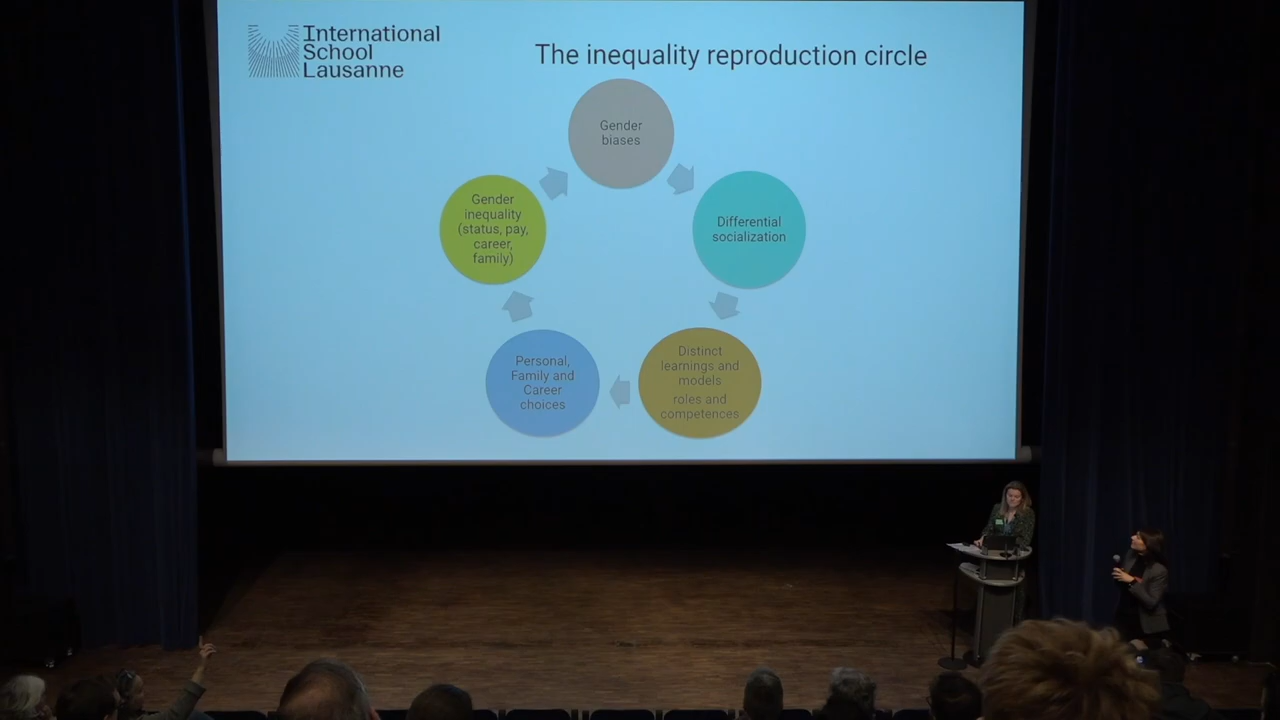 International
School
Lausanne
The inequality reproduction circle
Gender
biases
Differential
socialization
Distinct
learnings and
models
roles and
competences
Personal,
Family and
Career
choices
Gender
inequality
(status, pay,
career,
family)